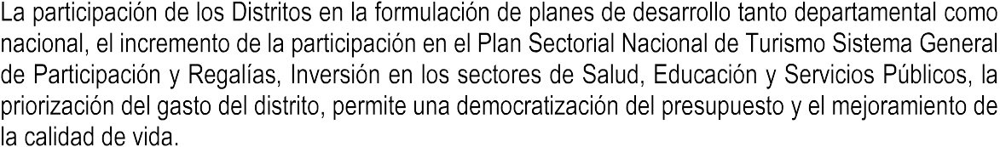 La participación de los Distritos en la formulación de planes de desarrollo tanto departamental como
nacional, el incremento de la participación en el Plan Sectorial Nacional de Turismo Sistema General
de Participación y Regalías, Inversión en los sectores de Salud, Educación y Servicios Públicos, la
priorización del gasto del distrito, permite una democratización del presupuesto y el mejoramiento de
la calidad de vida.